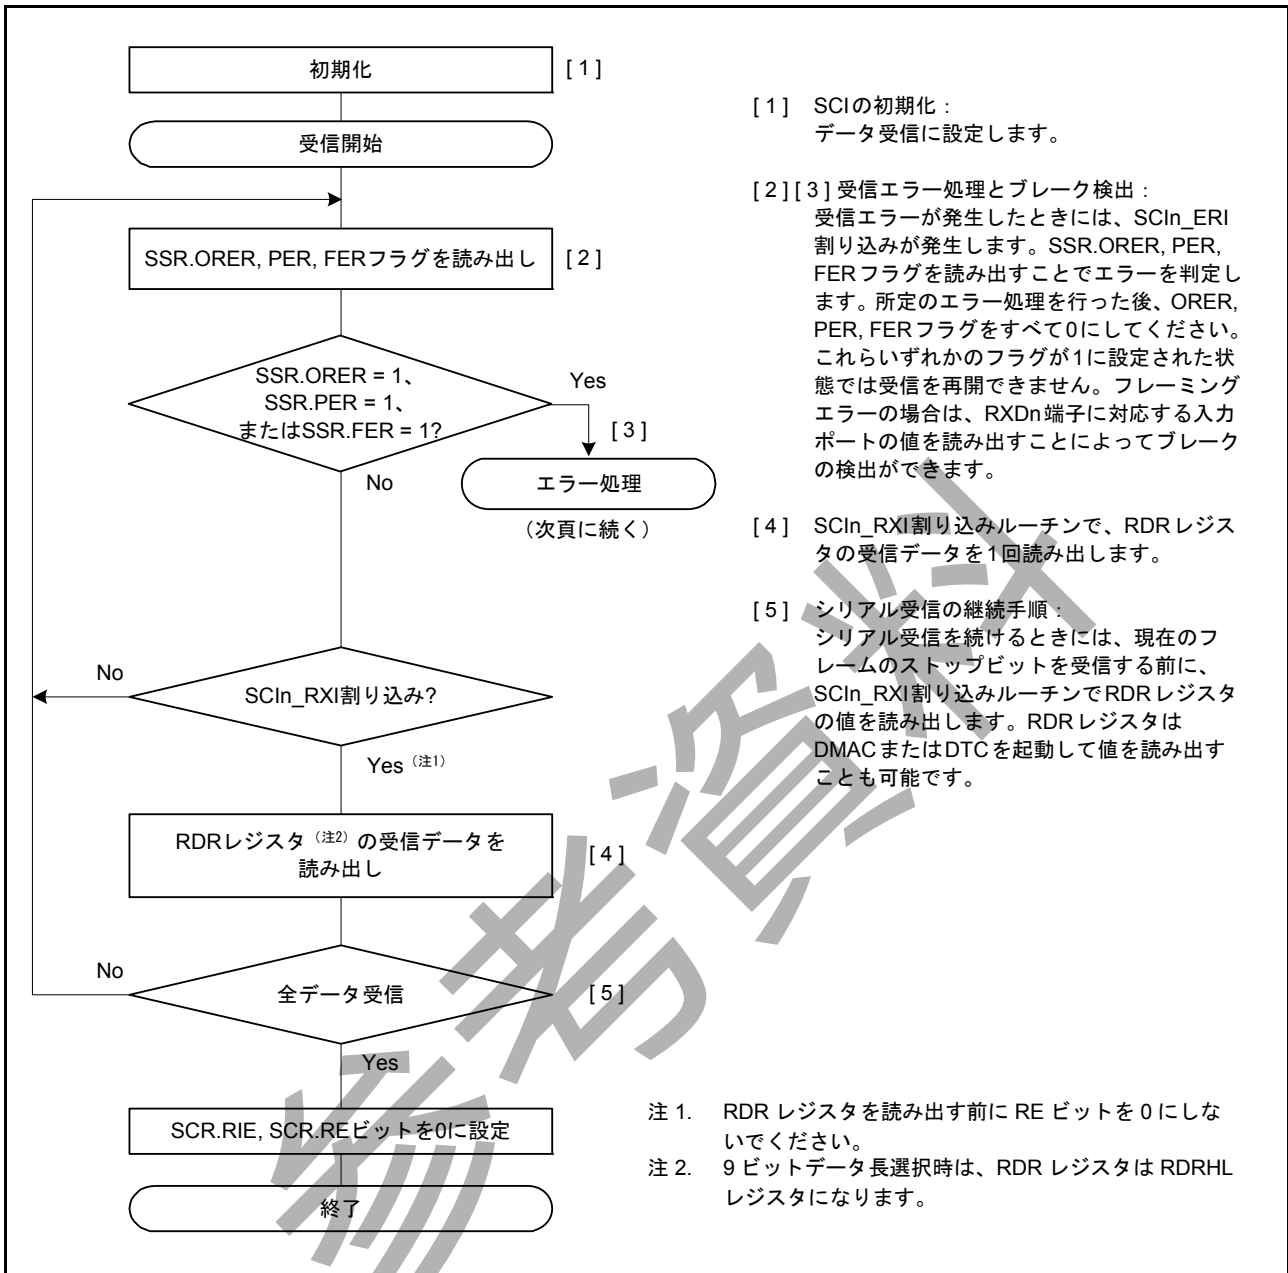 初期化
[ 1 ]
受信開始
SSR.ORER, PER, FERフラグを読み出し
[ 2 ]
SSR.ORER = 1、
SSR.PER = 1、
またはSSR.FER = 1?
Yes
[ 3 ]
エラー処理
(次頁に続く)
No
SCIn_RXI割り込み?
No
Yes (注1)
RDRレジスタ (注2) の受信データを
読み出し
[ 4 ]
全データ受信
[ 5 ]
No
Yes
SCR.RIE, SCR.REビットを0に設定
終了
[ 1 ] SCIの初期化：
データ受信に設定します。
[ 2 ] [ 3 ] 受信エラー処理とブレーク検出：
受信エラーが発生したときには、SCIn_ERI
割り込みが発生します。SSR.ORER, PER,
FERフラグを読み出すことでエラーを判定し
ます。所定のエラー処理を行った後、ORER,
PER, FERフラグをすべて0にしてください。
これらいずれかのフラグが1に設定された状
態では受信を再開できません。フレーミング
エラーの場合は、RXDn端子に対応する入力
ポートの値を読み出すことによってブレーク
の検出ができます。
[ 4 ] SCIn_RXI割り込みルーチンで、RDRレジス
タの受信データを1回読み出します。
[ 5 ] シリアル受信の継続手順：
シリアル受信を続けるときには、現在のフ
レームのストップビットを受信する前に、
SCIn_RXI割り込みルーチンでRDRレジスタ
の値を読み出します。RDRレジスタは
DMACまたはDTCを起動して値を読み出す
ことも可能です。
注 1. RDR レジスタを読み出す前に RE ビットを 0 にしな
いでください。
注 2. 9 ビットデータ長選択時は、RDR レジスタは RDRHL
レジスタになります。
参考資料